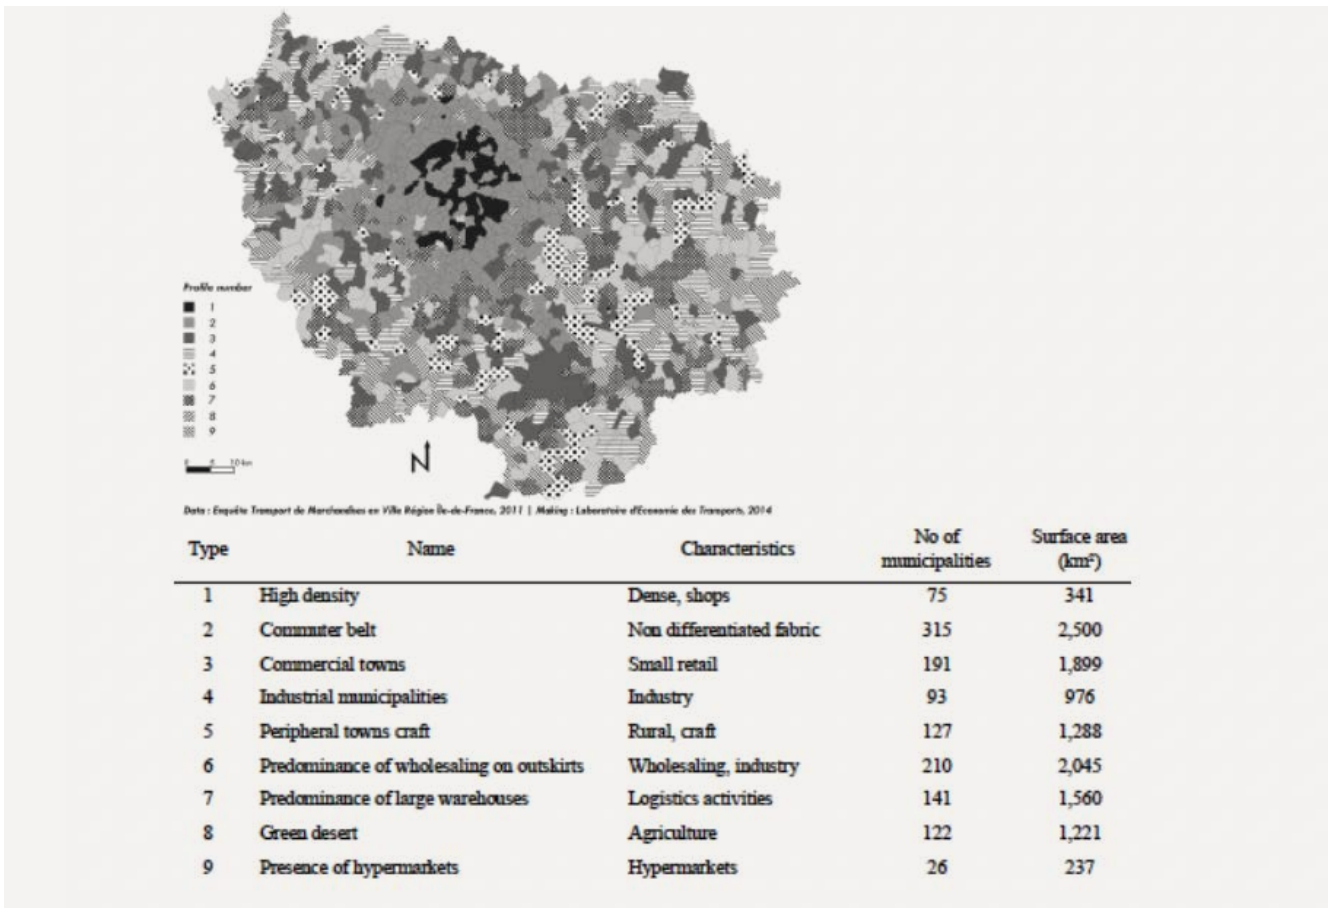 Profile number
1
2
3
4
5
6
7
8
9
10 km
N
Data : Enquête Transport de Marchandises en Ville Région Île-de-France, 2011 | Making : Laboratoire d'Economie des Transports, 2014
Type Name Characteristics No of municipalities Surface area (km²)
1 High density Dense, shops 75 341
2 Commuter belt Non differentiated fabric 315 2,500
3 Commercial towns Small retail 191 1,899
4 Industrial municipalities Industry 93 976
5 Peripheral towns craft Rural, craft 127 1,288
6 Predominance of wholesaling on outskirts Wholesaling, industry 210 2,045
7 Predominance of large warehouses Logistics activities 141 1,560
8 Green desert Agriculture 122 1,221
9 Presence of hypermarkets Hypermarkets 26 237